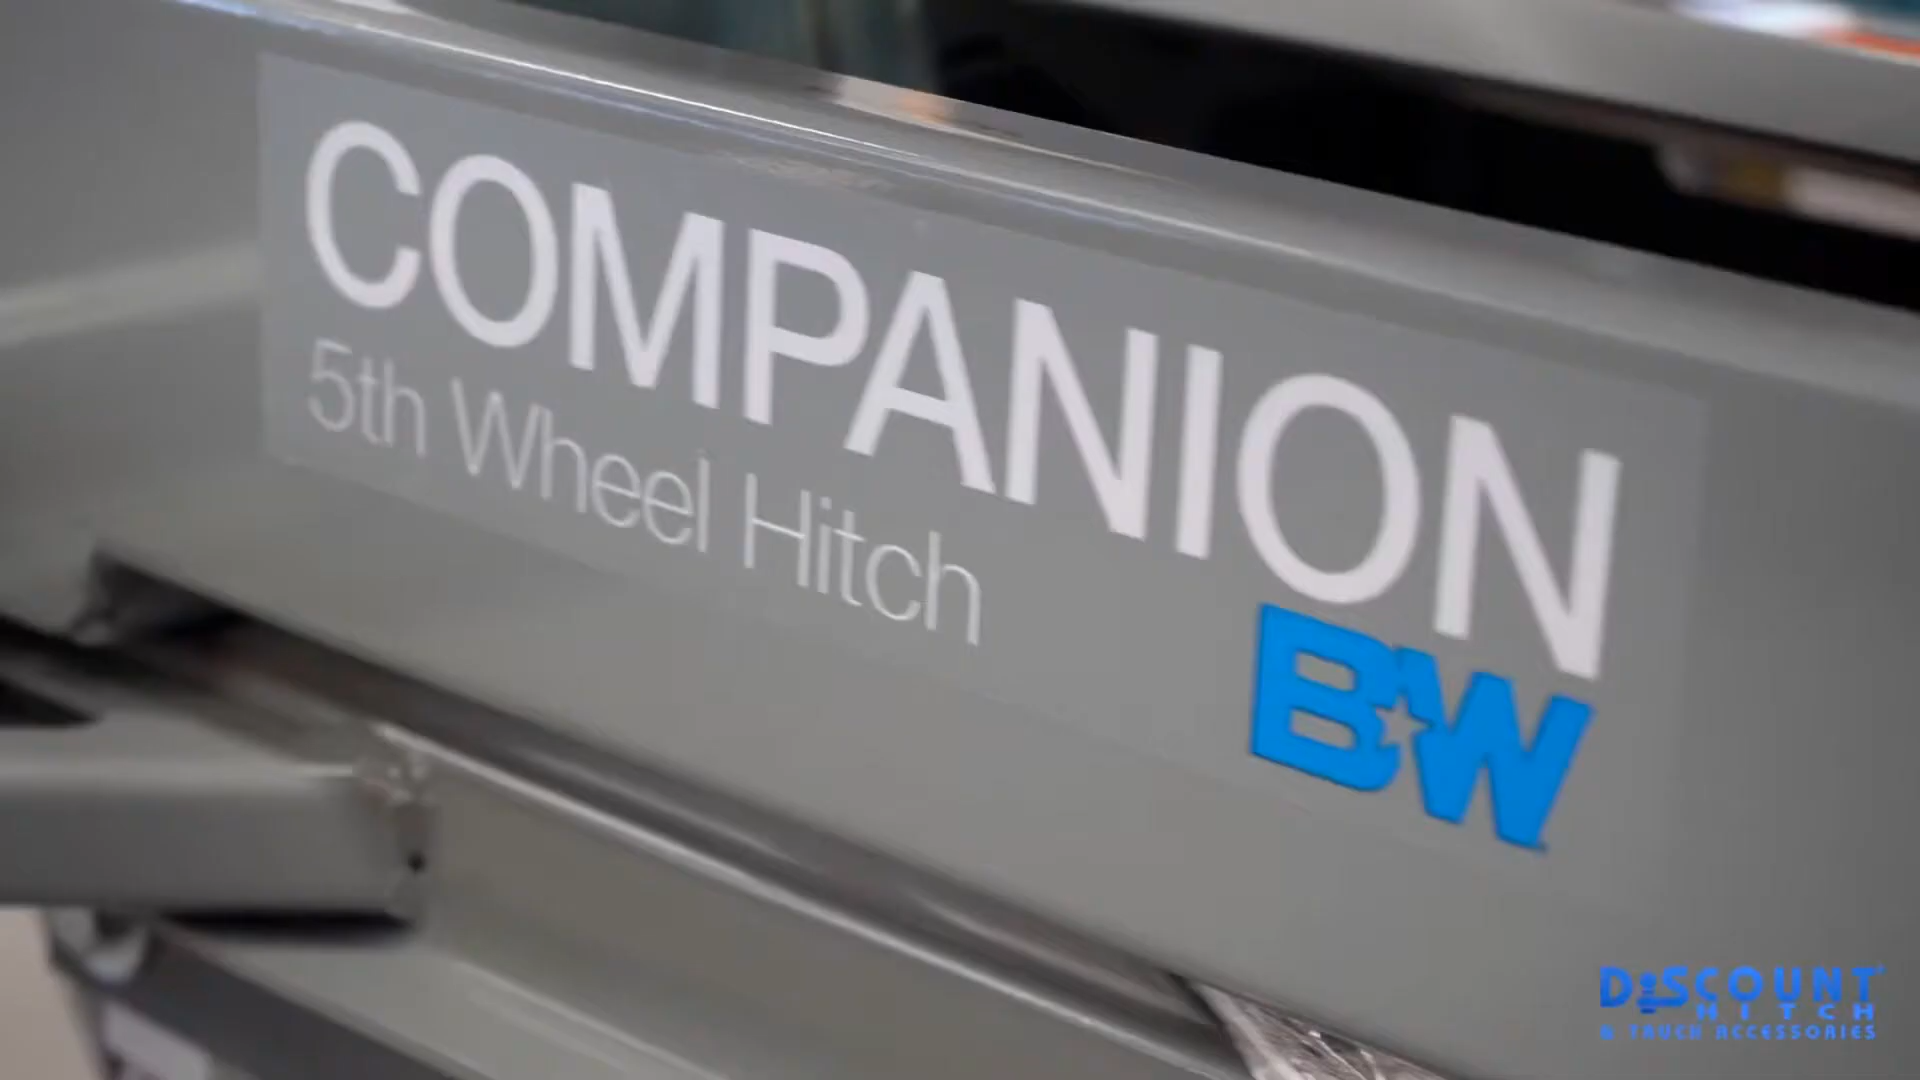 COMPANION
5th Wheel Hitch
B★W
DISCOUNT
HITCH
& TRUCK ACCESSORIES